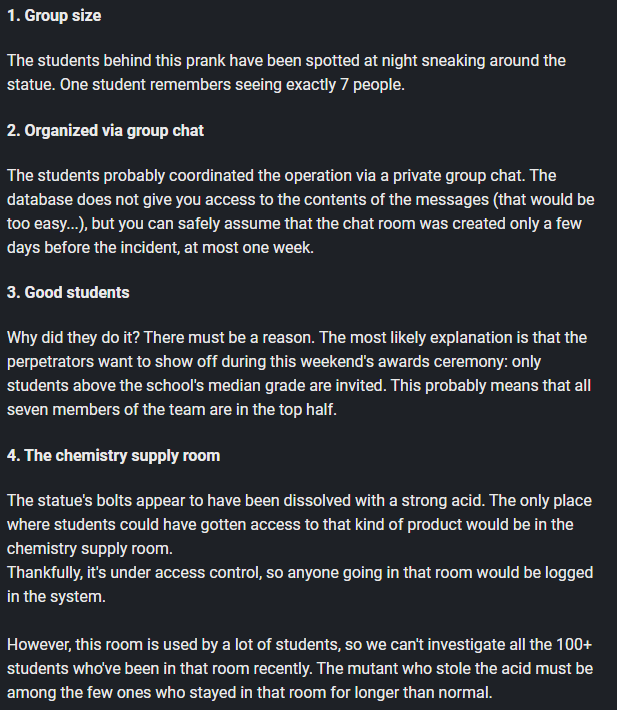 1. Group size
The students behind this prank have been spotted at night sneaking around the
statue. One student remembers seeing exactly 7 people.
2. Organized via group chat
The students probably coordinated the operation via a private group chat. The
database does not give you access to the contents of the messages (that would be
too easy...), but you can safely assume that the chat room was created only a few
days before the incident, at most one week.
3. Good students
Why did they do it? There must be a reason. The most likely explanation is that the
perpetrators want to show off during this weekend's awards ceremony: only
students above the school's median grade are invited. This probably means that all
seven members of the team are in the top half.
4. The chemistry supply room
The statue's bolts appear to have been dissolved with a strong acid. The only place
where students could have gotten access to that kind of product would be in the
chemistry supply room.
Thankfully, it's under access control, so anyone going in that room would be logged
in the system.
However, this room is used by a lot of students, so we can't investigate all the 100+
students who've been in that room recently. The mutant who stole the acid must be
among the few ones who stayed in that room for longer than normal.